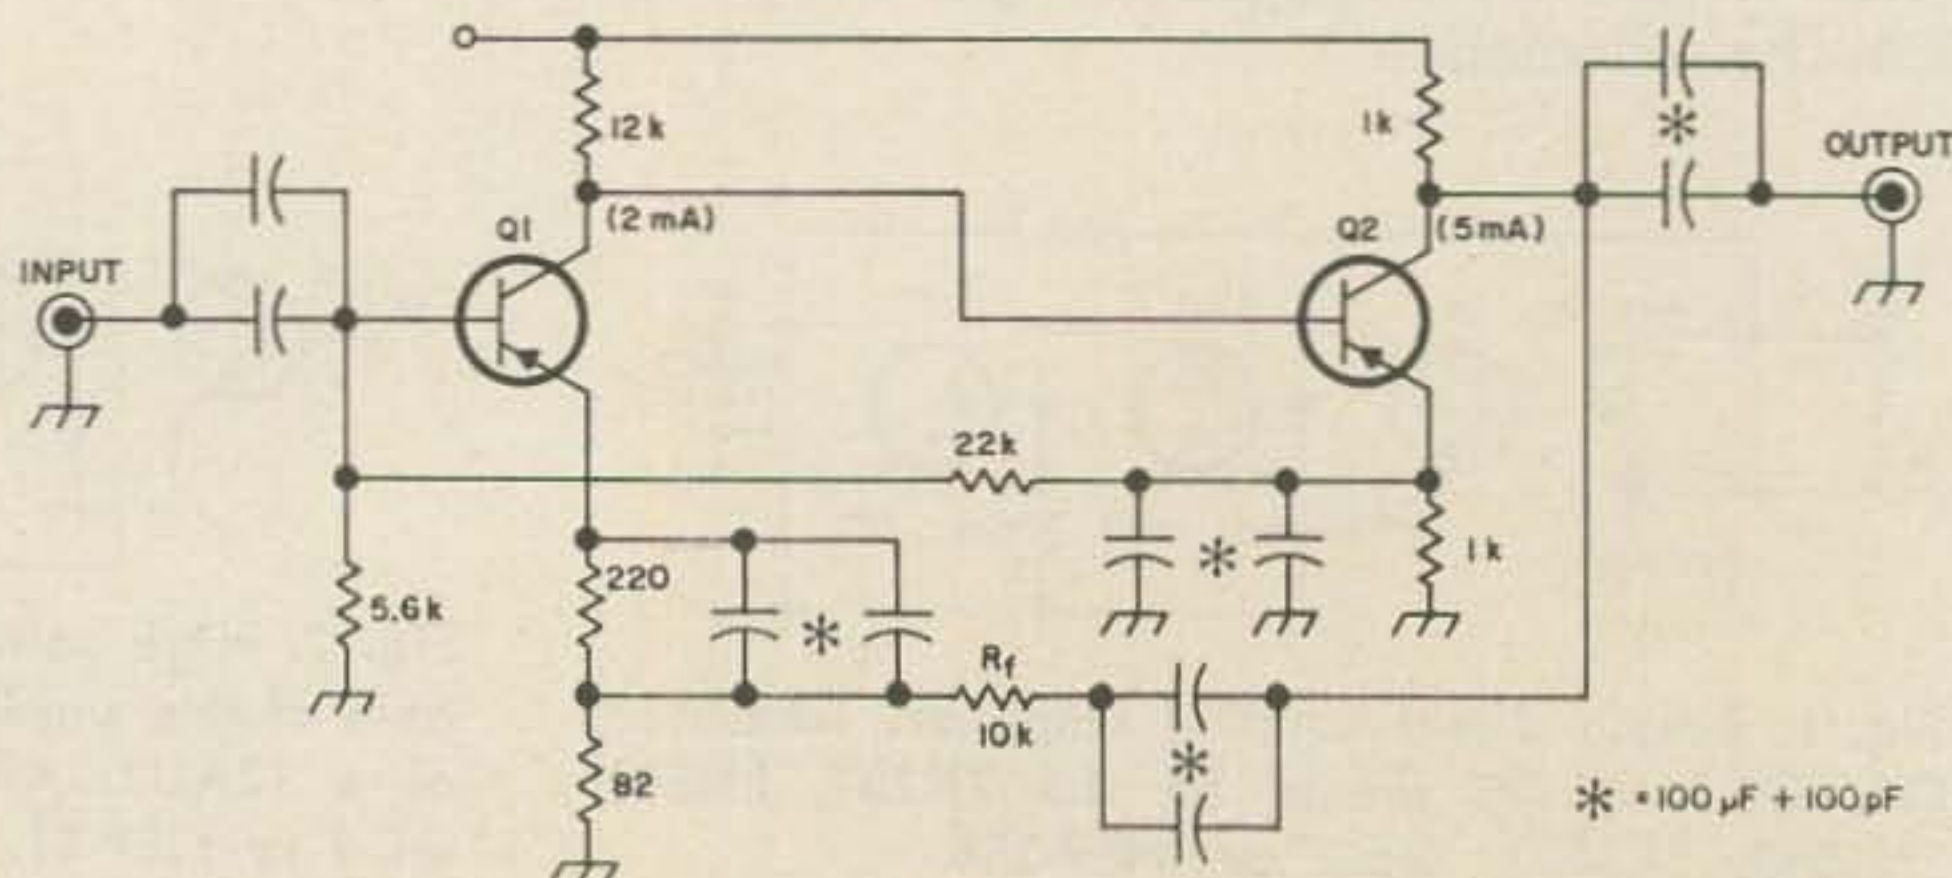 12k
1k
OUTPUT
Q1
(2 mA)
Q2
(5mA)
INPUT
22k
1k
220
5.6k
Rf
10k
82
* = 100 µF + 100 pF
*
*
*
*